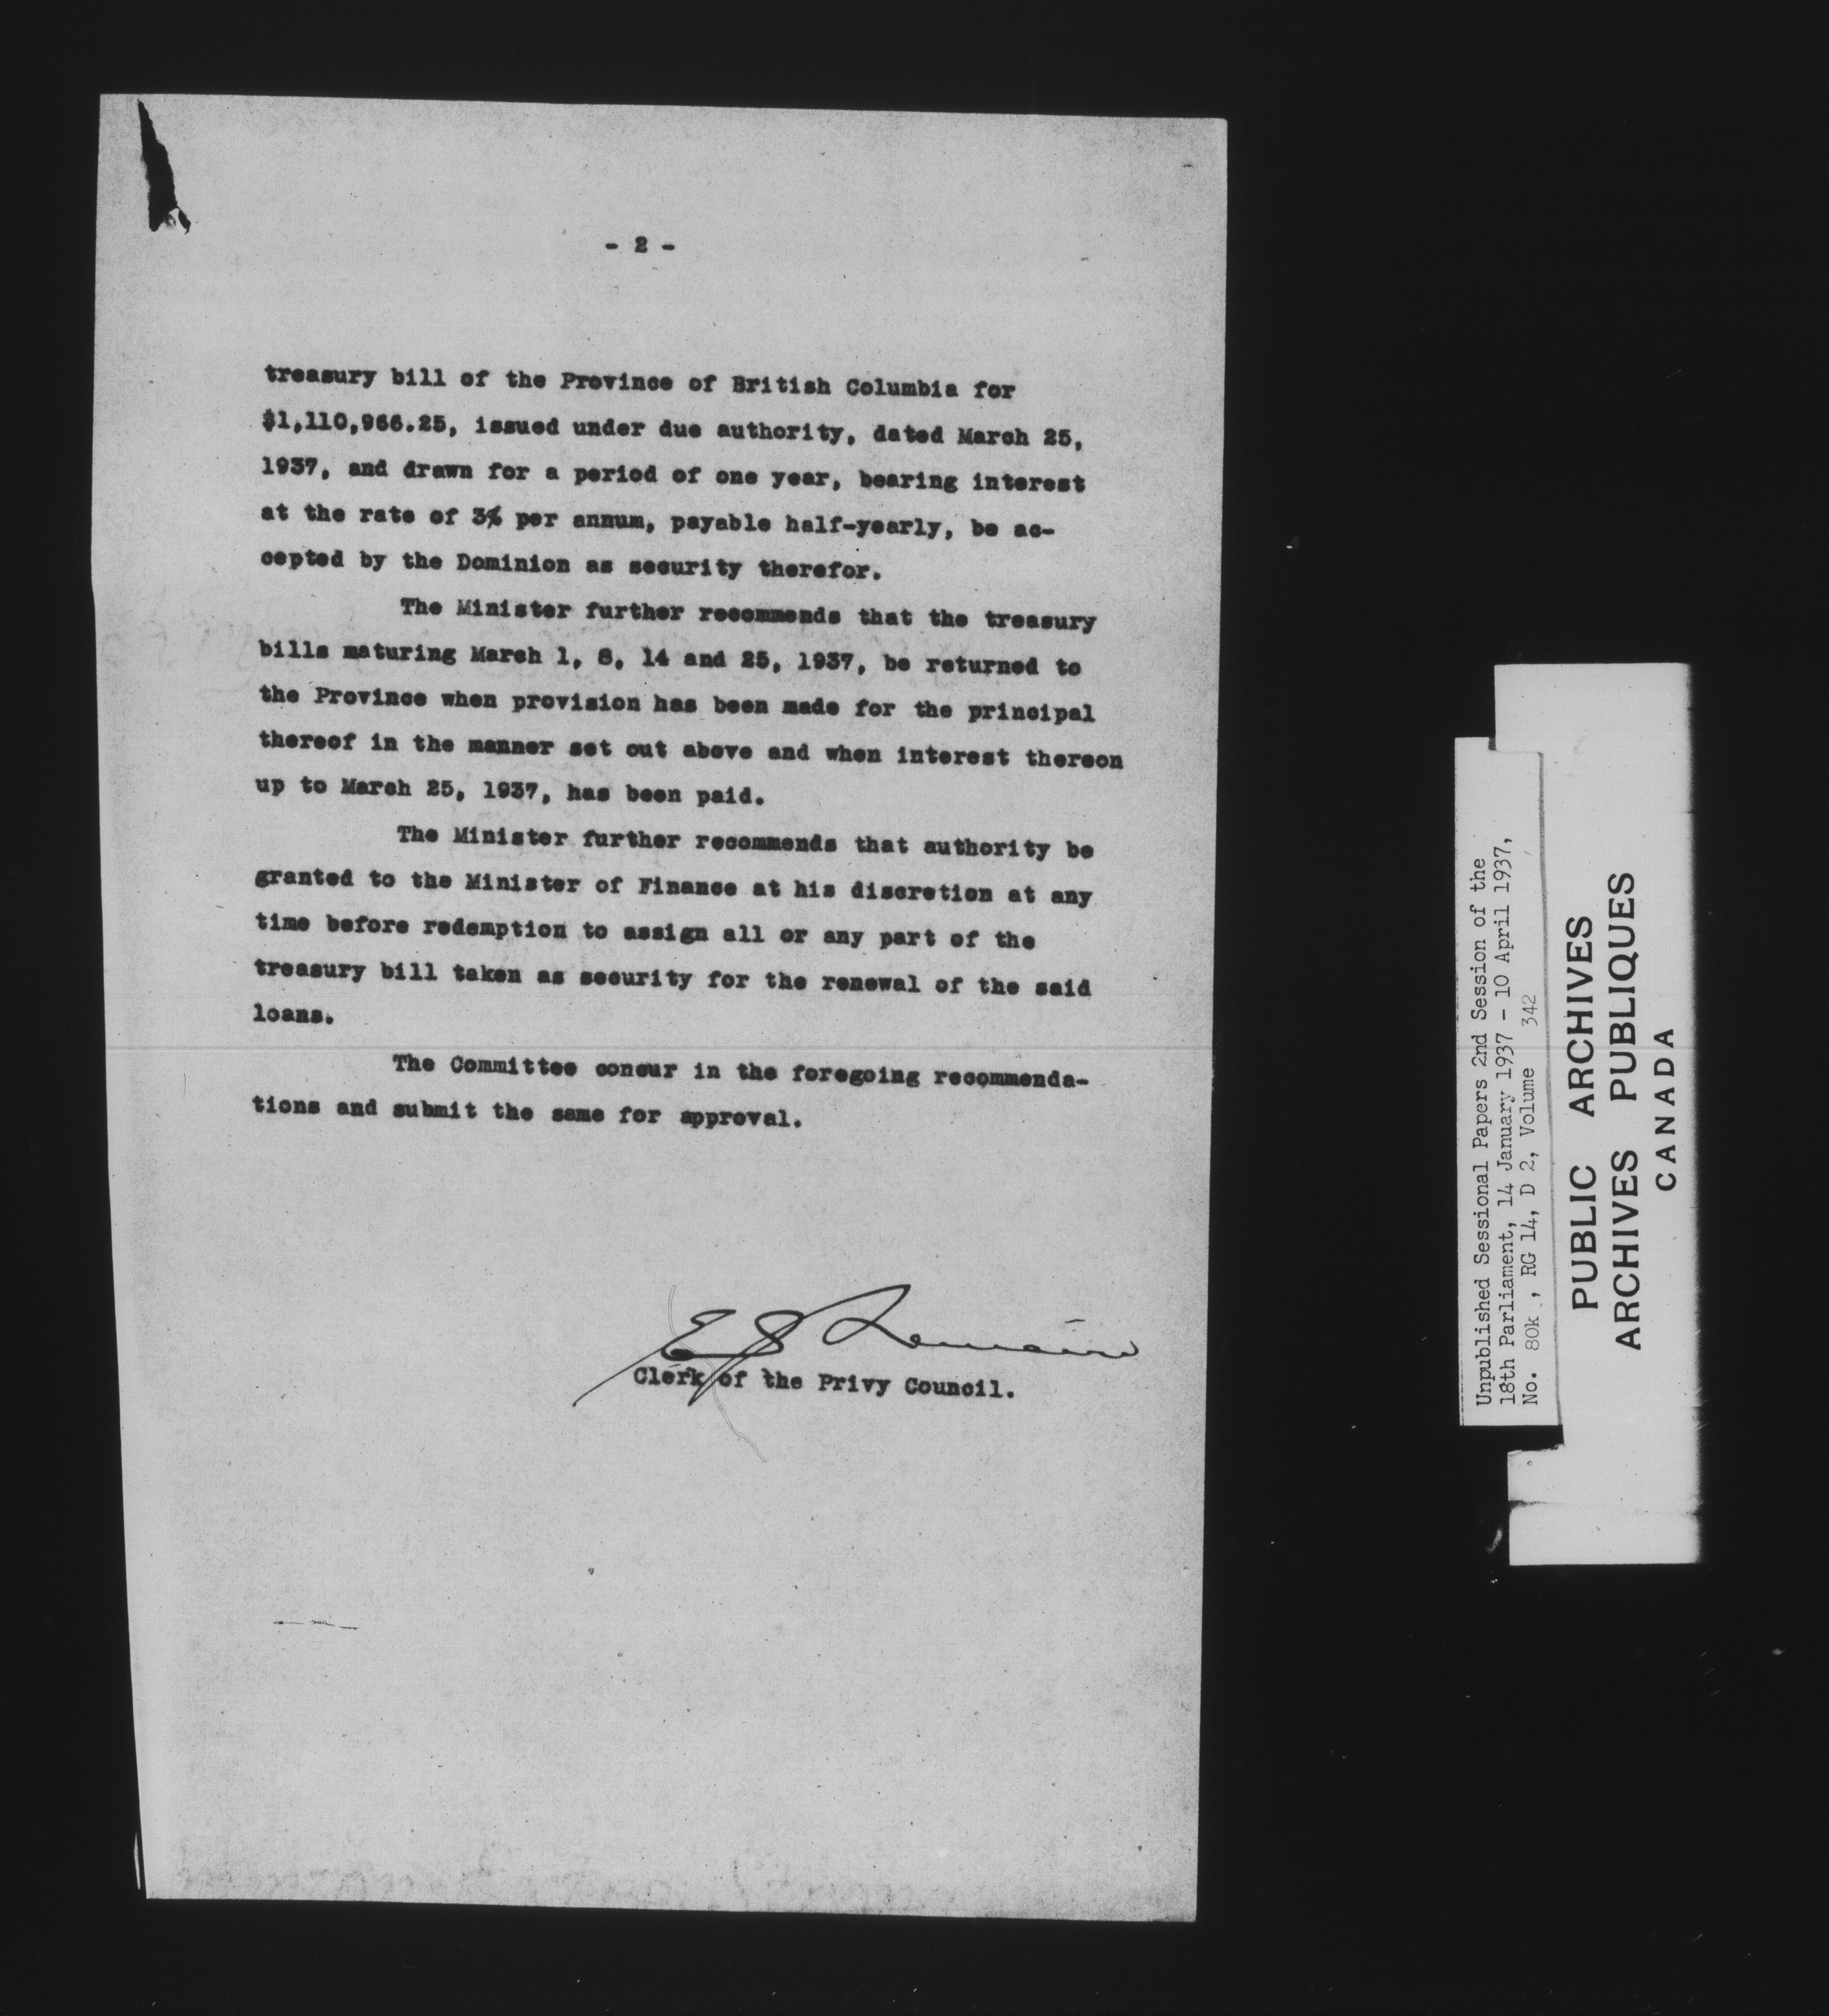 - 2 -
treasury bill of the Province of British Columbia for
$1,110,966.25, issued under due authority, dated March 25,
1937, and drawn for a period of one year, bearing interest
at the rate of 3% per annum, payable half-yearly, be ac-
cepted by the Dominion as security therefor.
The Minister further recommends that the treasury
bills maturing March 1, 8, 14 and 25, 1937, be returned to
the Province when provision has been made for the principal
thereof in the manner set out above and when interest thereon
up to March 25, 1937, has been paid.
The Minister further recommends that authority be
granted to the Minister of Finance at his discretion at any
time before redemption to assign all or any part of the
treasury bill taken as security for the renewal of the said
loans.
The Committee concur in the foregoing recommenda-
tions and submit the same for approval.
E J Lemaire
Clerk of the Privy Council.
Unpublished Sessional Papers 2nd Session of the
18th Parliament, 14 January 1937 - 10 April 1937,
No. 80k , RG 14, D 2, Volume 342
PUBLIC ARCHIVES
ARCHIVES PUBLIQUES
CANADA